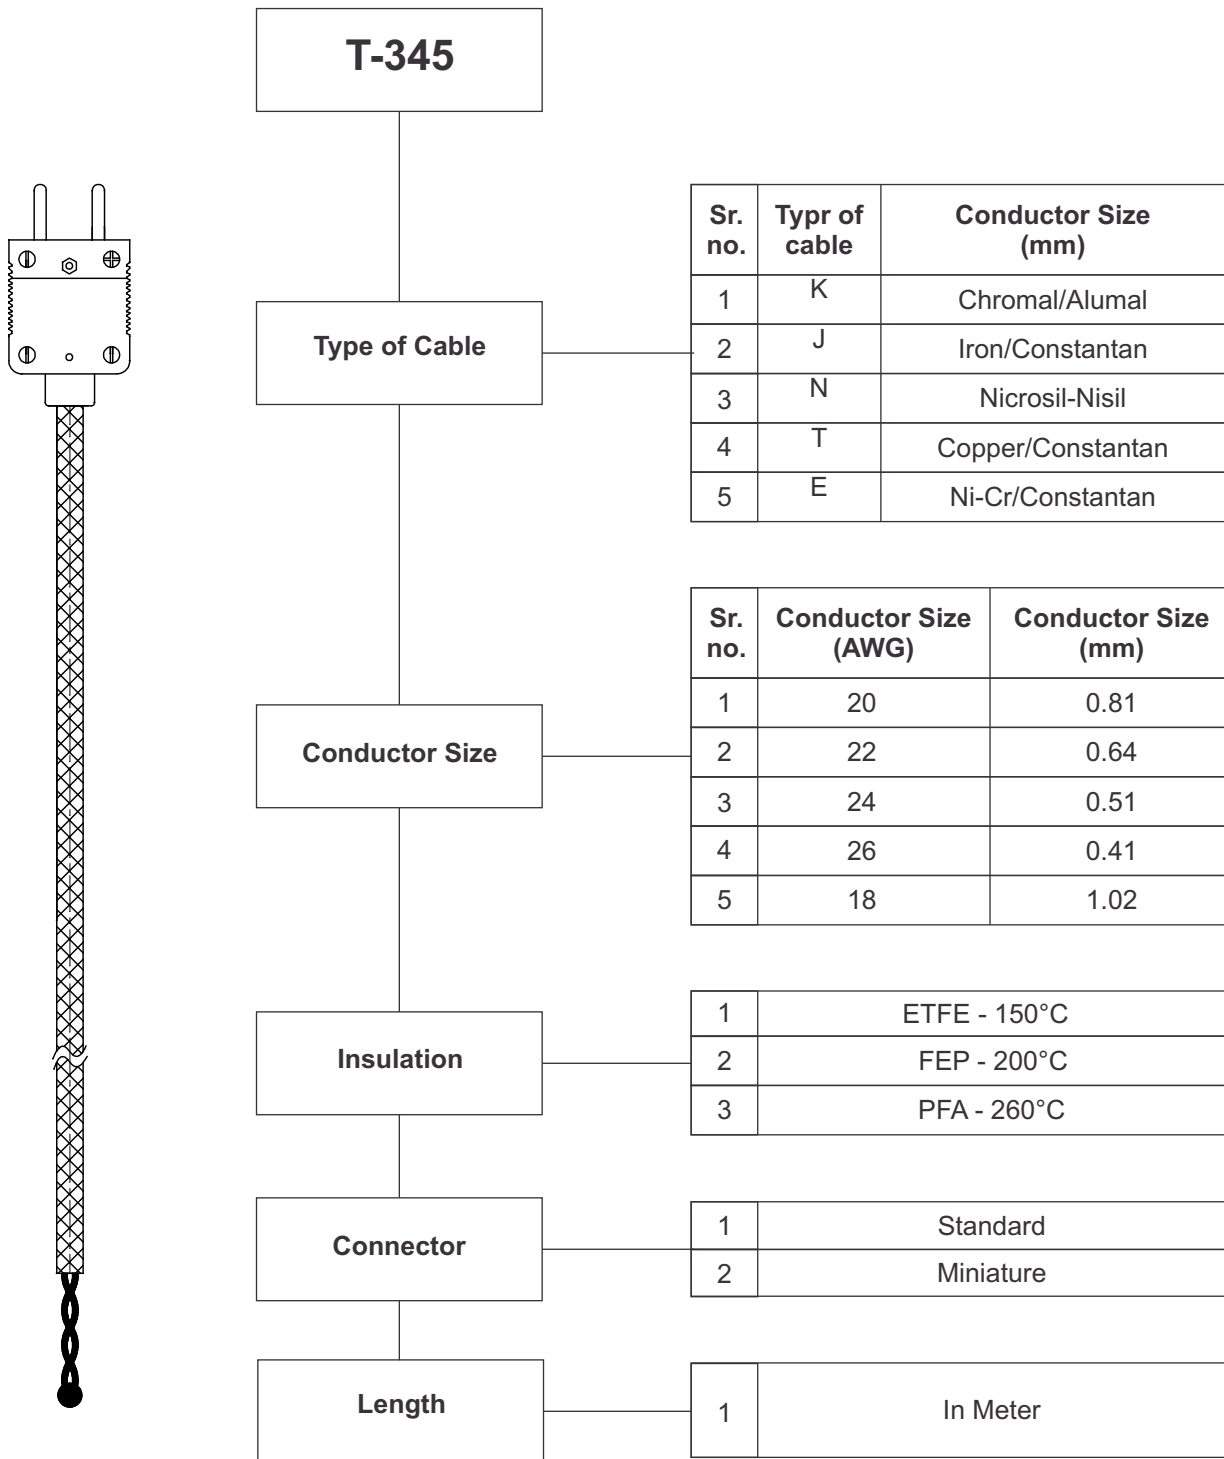 T-345
Type of Cable
Sr. no. Typr of cable Conductor Size (mm)
1 K Chromal/Alumal
2 J Iron/Constantan
3 N Nicrosil-Nisil
4 T Copper/Constantan
5 E Ni-Cr/Constantan
Conductor Size
Sr. no. Conductor Size (AWG) Conductor Size (mm)
1 20 0.81
2 22 0.64
3 24 0.51
4 26 0.41
5 18 1.02
Insulation
1 ETFE - 150°C
2 FEP - 200°C
3 PFA - 260°C
Connector
1 Standard
2 Miniature
Length
1 In Meter